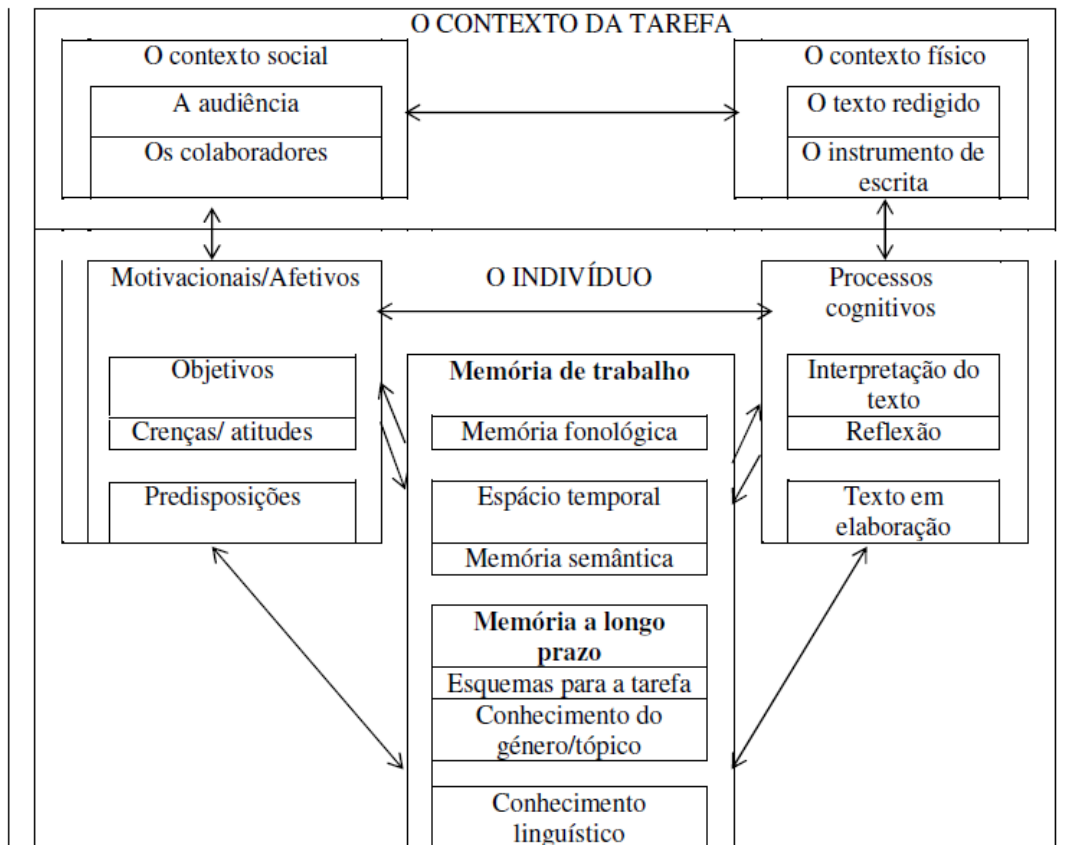 O CONTEXTO DA TAREFA
O contexto social
A audiência
Os colaboradores
O contexto físico
O texto redigido
O instrumento de
escrita
O INDIVÍDUO
Motivacionais/Afetivos
Objetivos
Crenças/ atitudes
Predisposições
Memória de trabalho
Memória fonológica
Espácio temporal
Memória semântica
Memória a longo
prazo
Esquemas para a tarefa
Conhecimento do
género/tópico
Conhecimento
linguístico
Processos
cognitivos
Interpretação do
texto
Reflexão
Texto em
elaboração